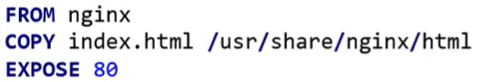 FROM nginx
COPY index.html /usr/share/nginx/html
EXPOSE 80